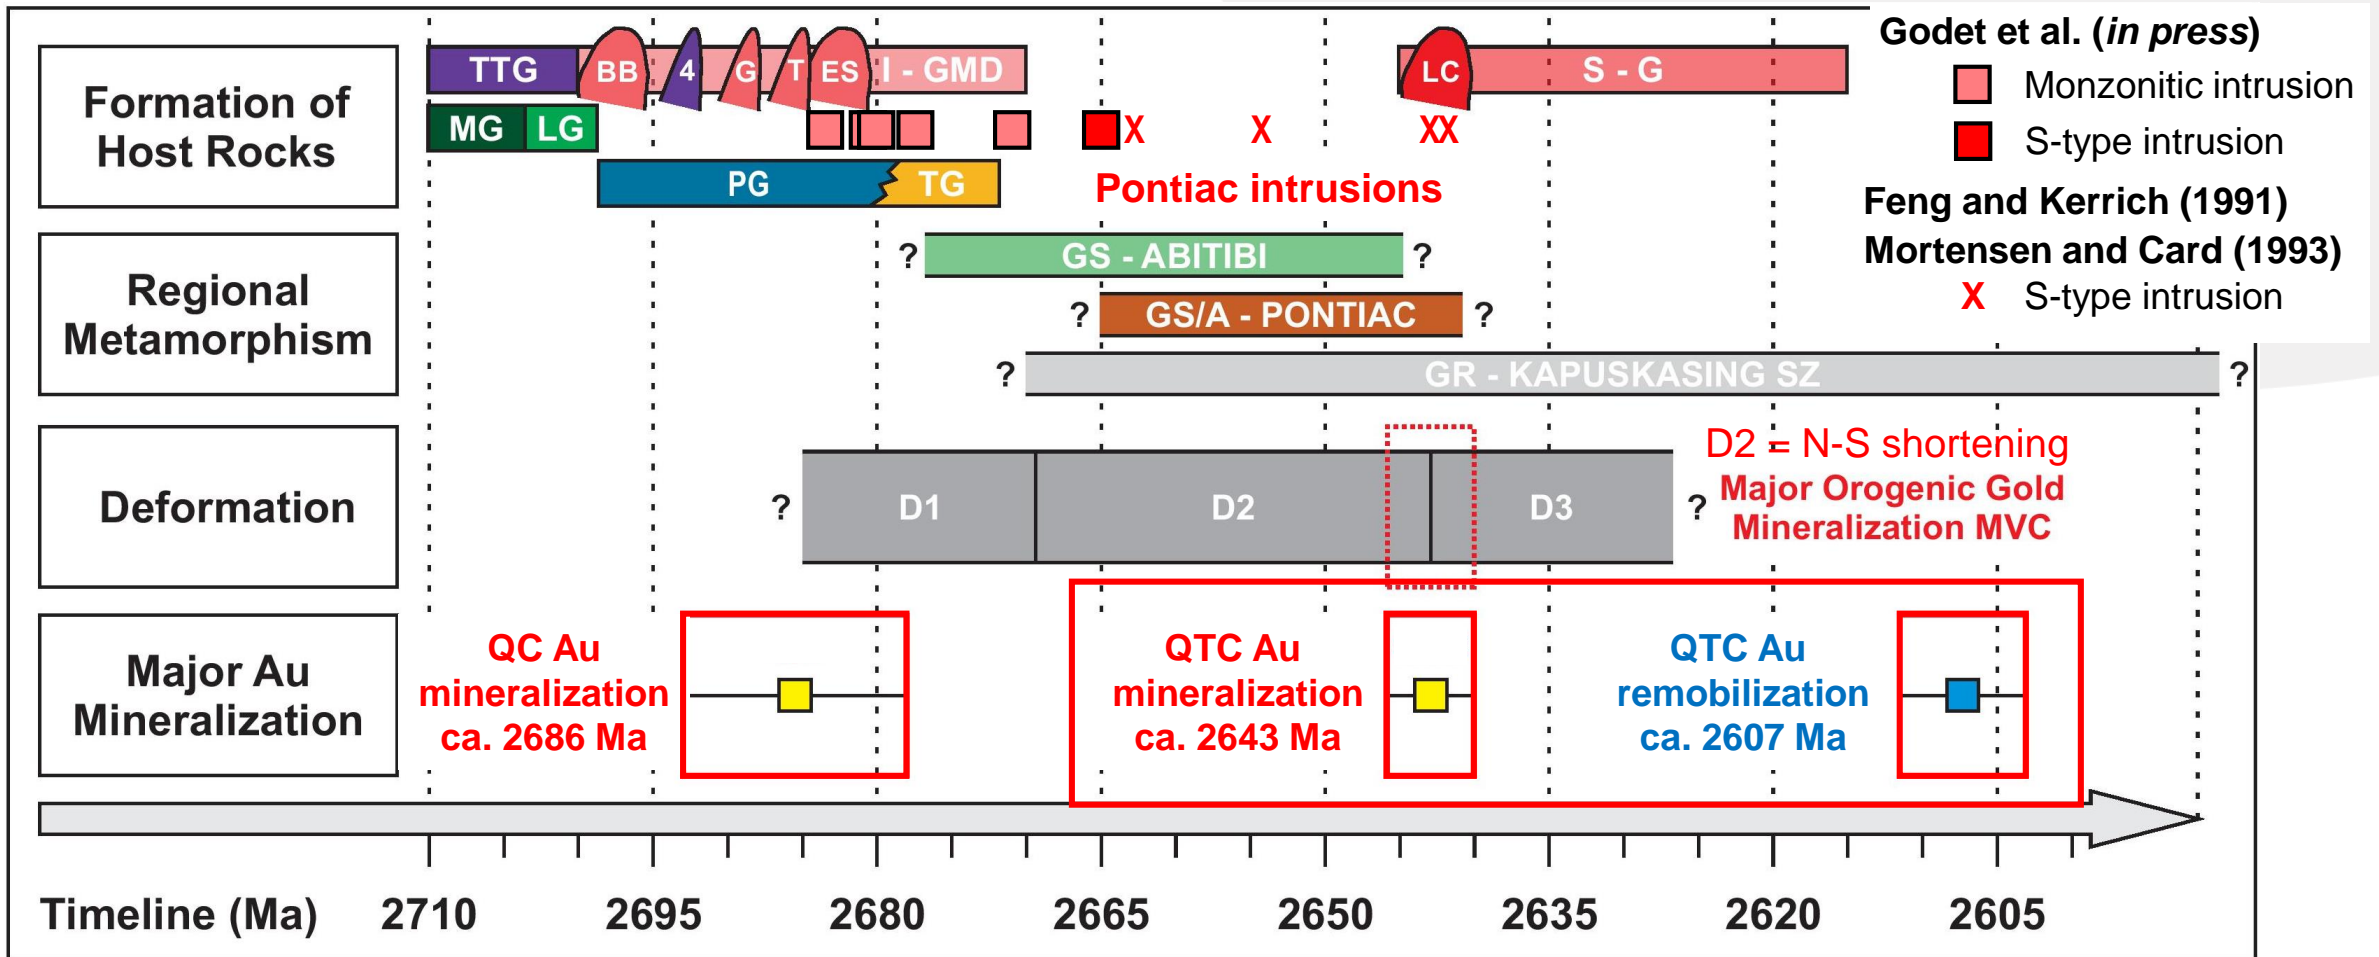 Godet et al. (in press)
Monzonitic intrusion
S-type intrusion
Feng and Kerrich (1991)
Mortensen and Card (1993)
X S-type intrusion
Formation of
Host Rocks
TTG BB 4 G T ES I - GMD LC S - G
MG LG X X XX
PG TG Pontiac intrusions
Regional
Metamorphism
? GS - ABITIBI ?
? GS/A - PONTIAC ?
? GR - KAPUSKASING SZ ?
Deformation
? D1 D2 D3 ?
D2 = N-S shortening
Major Orogenic Gold
Mineralization MVC
Major Au
Mineralization
QC Au
mineralization
ca. 2686 Ma
QTC Au
mineralization
ca. 2643 Ma
QTC Au
remobilization
ca. 2607 Ma
Timeline (Ma) 2710 2695 2680 2665 2650 2635 2620 2605